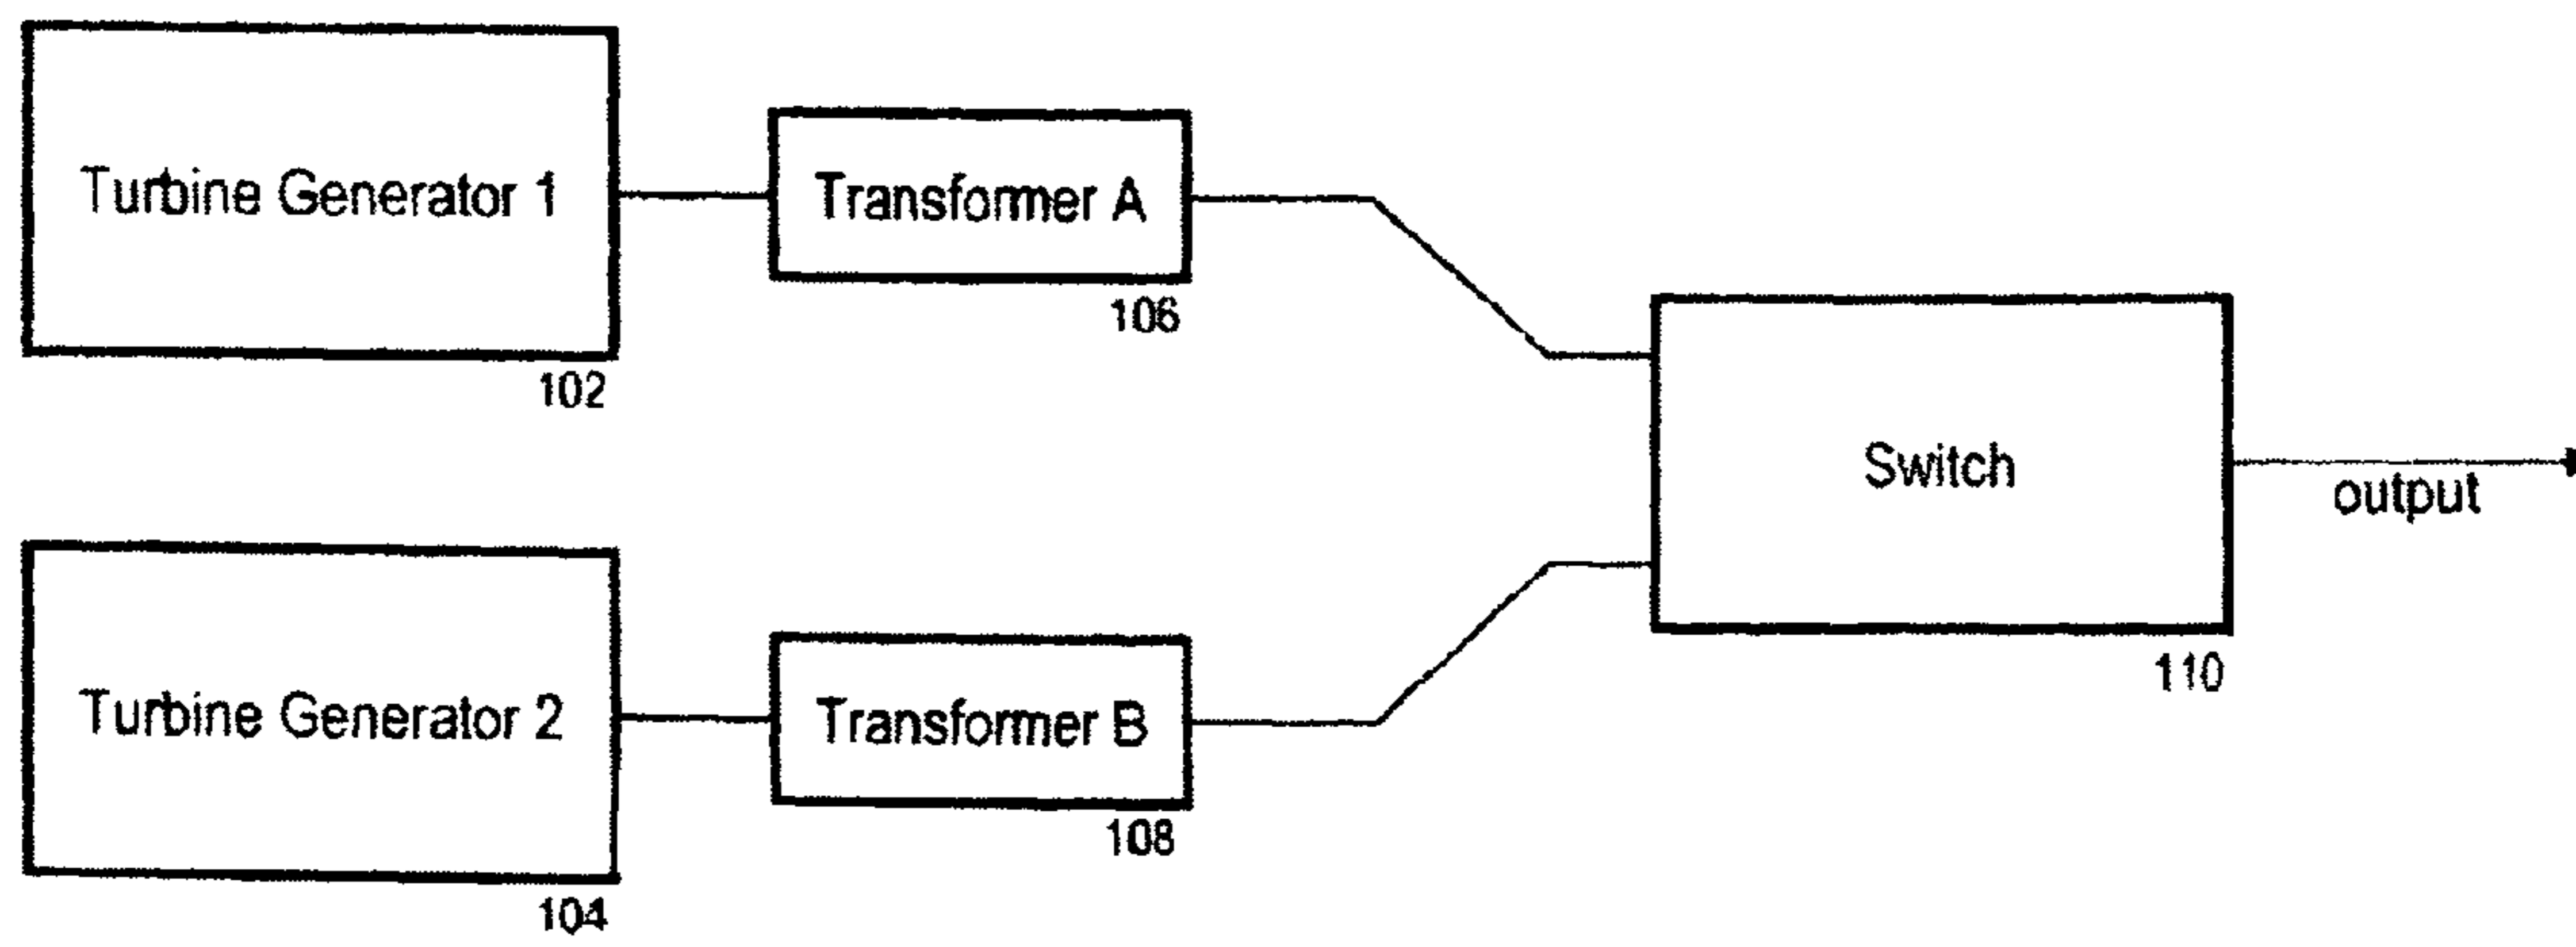 Turbine Generator 1
102
Transformer A
106
Turbine Generator 2
104
Transformer B
108
Switch
110
output